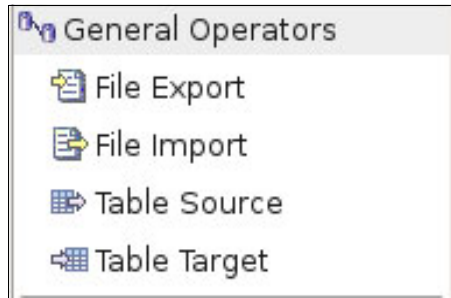 General Operators
File Export
File Import
Table Source
Table Target